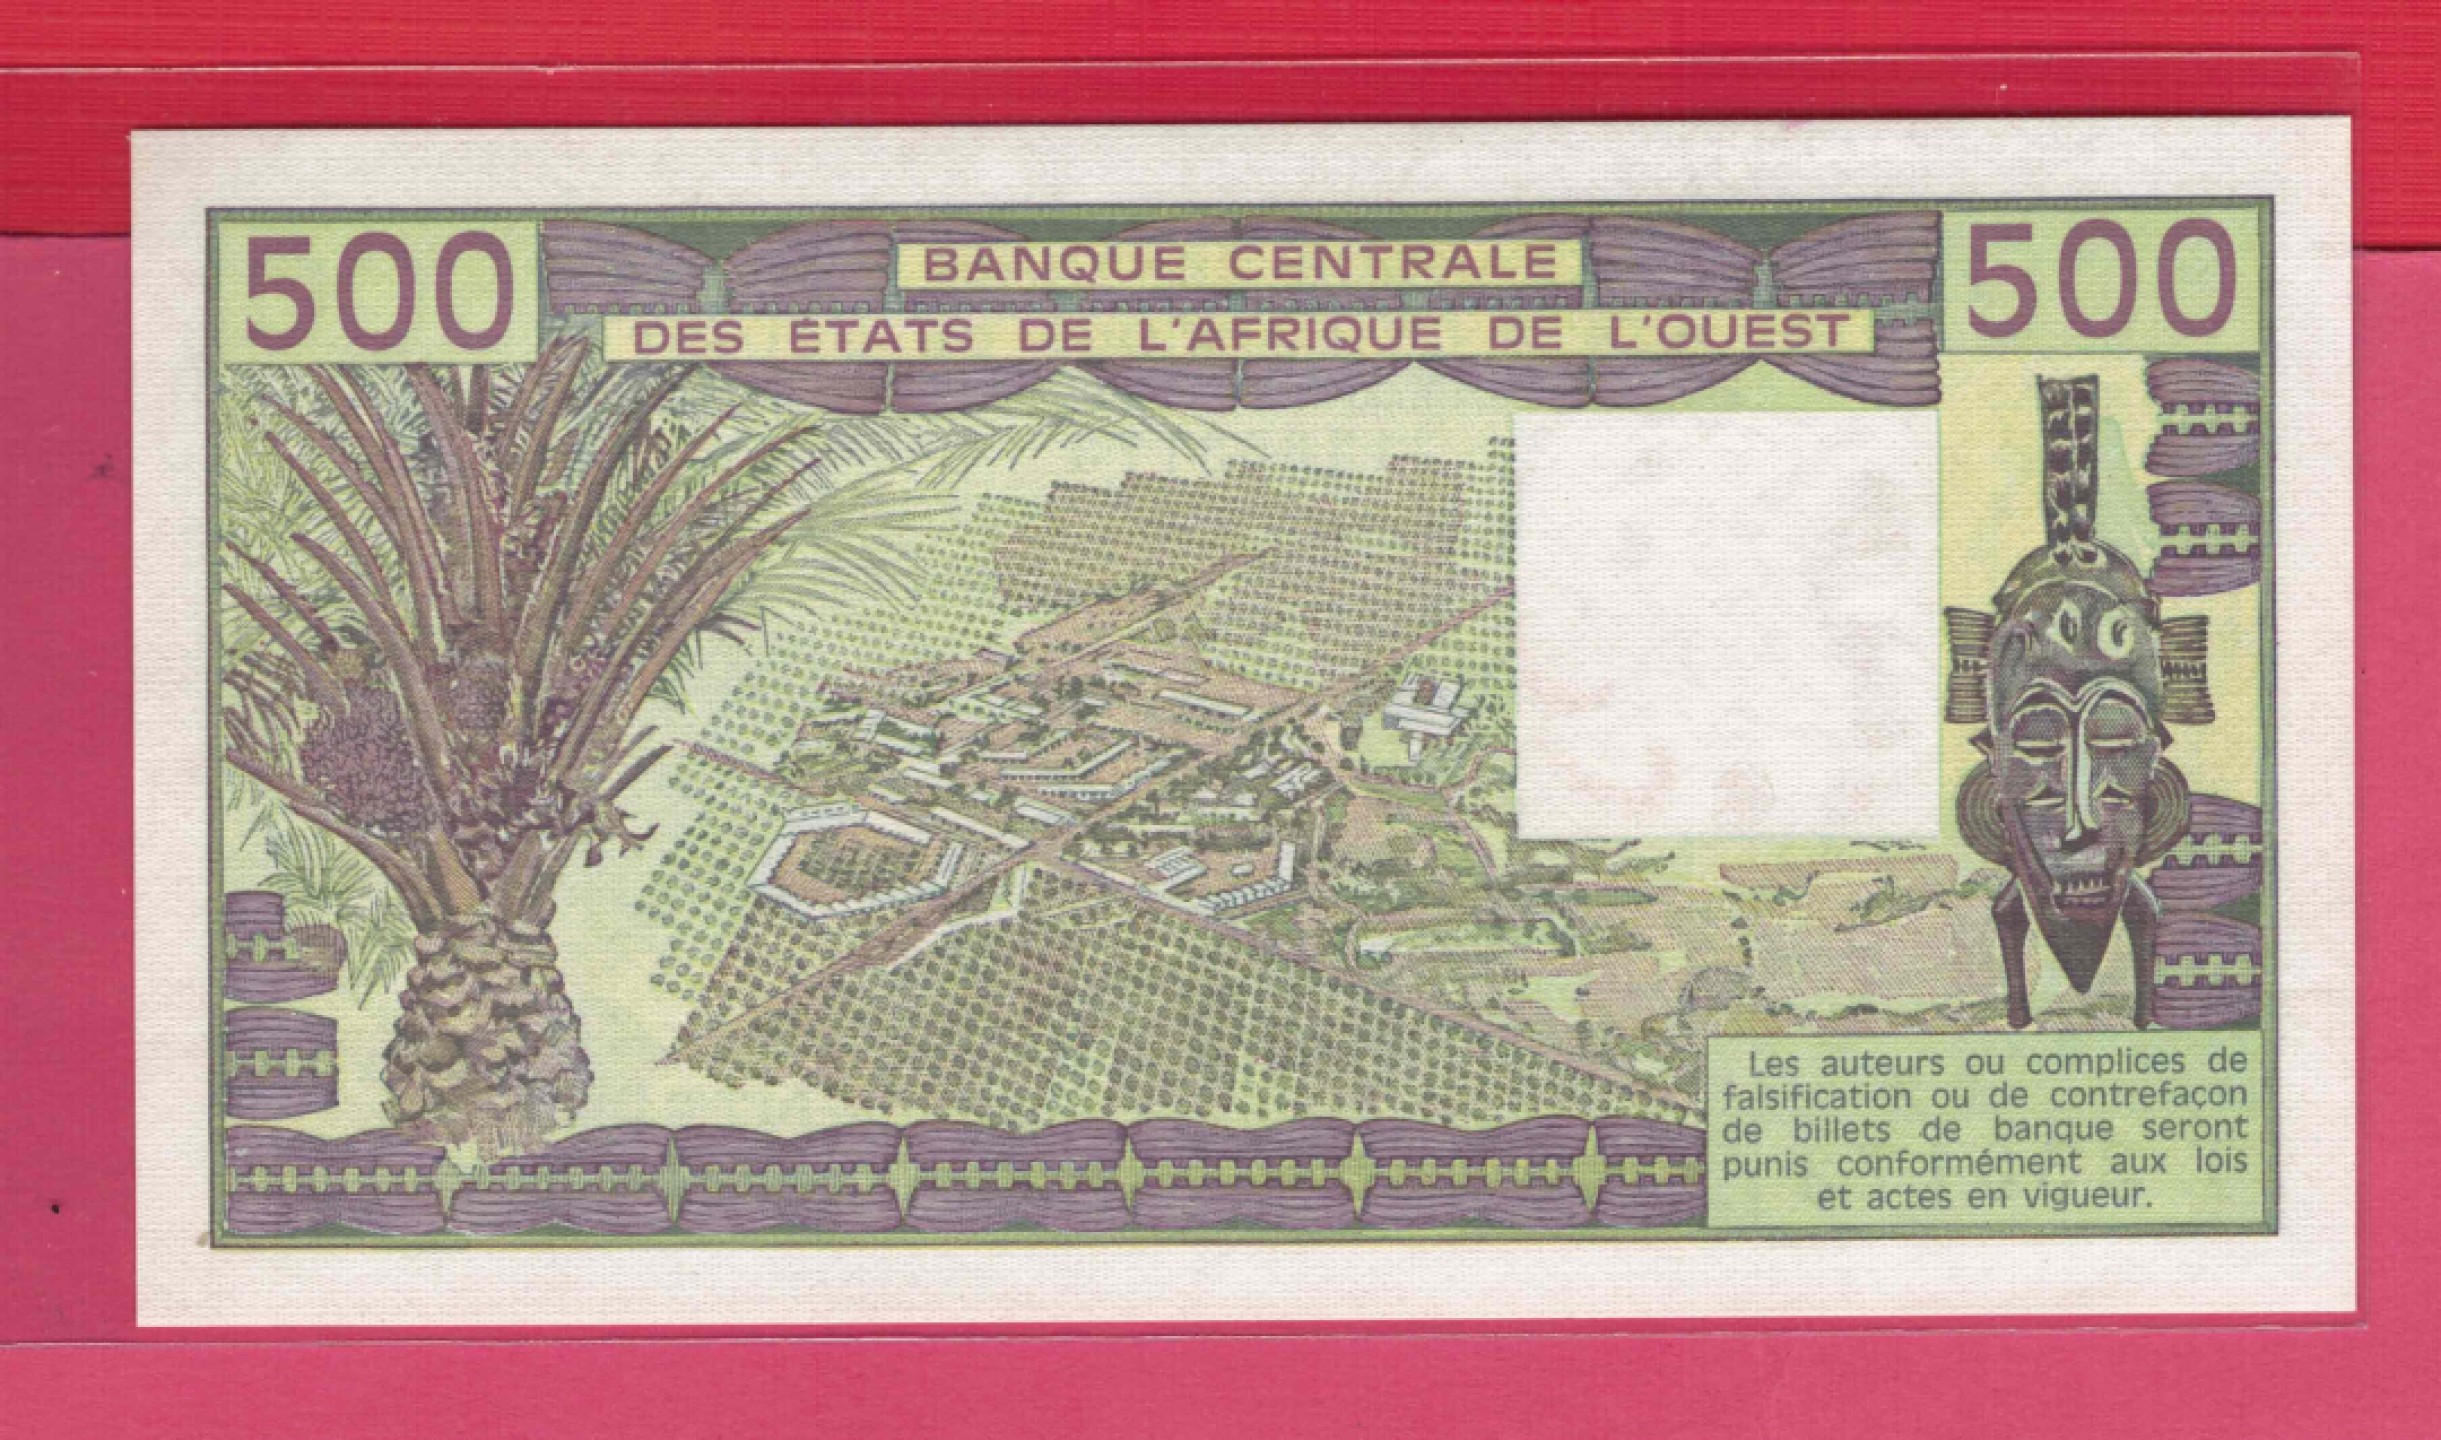 500
BANQUE CENTRALE
500
DES ÉTATS DE L'AFRIQUE DE L'OUEST
Les auteurs ou complices de
falsification ou de contrefaçon
de billets de banque seront
punis conformément aux lois
et actes en vigueur.